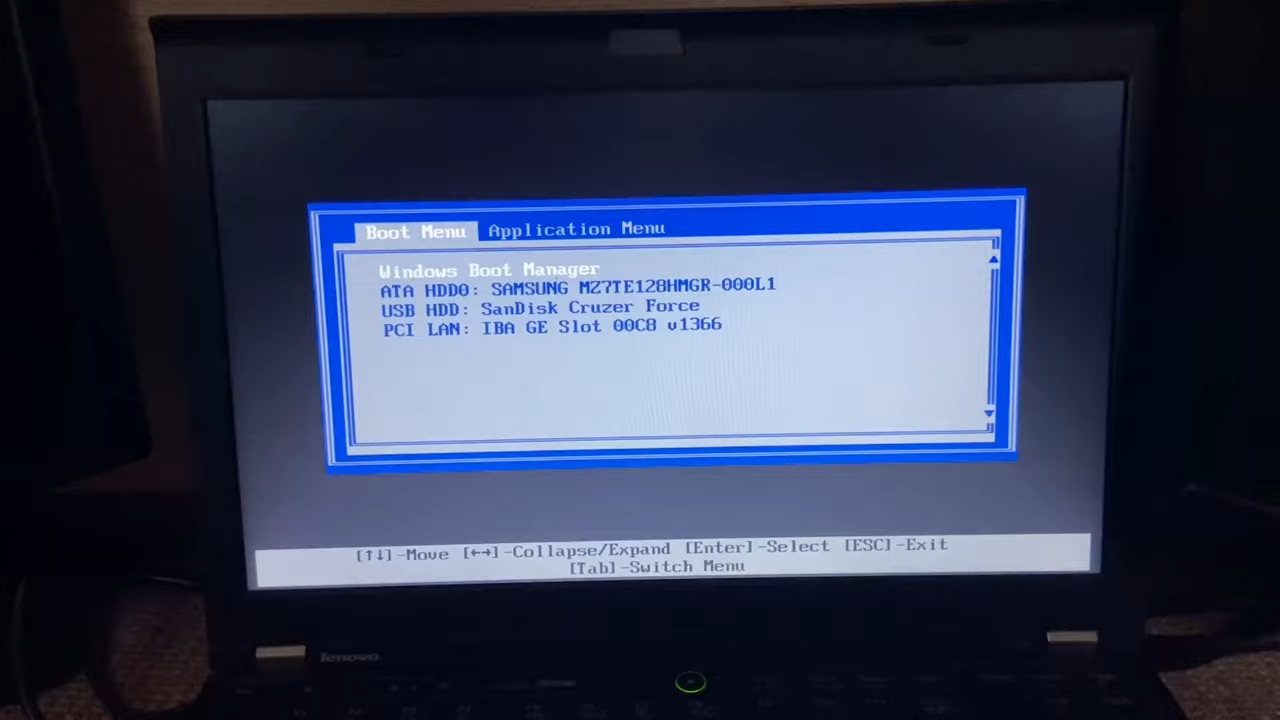 Boot Menu Application Menu
Windows Boot Manager
ATA HDD0: SAMSUNG MZ7TE128HMGR-000L1
USB HDD: SanDisk Cruzer Force
PCI LAN: IBA GE Slot 00C8 v1366
[↑↓]-Move [←→]-Collapse/Expand [Enter]-Select [ESC]-Exit
[Tab]-Switch Menu
lenovo